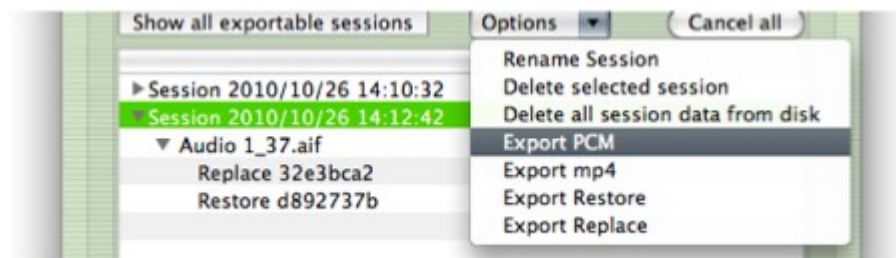 Show all exportable sessions
Options
Cancel all
Rename Session
Delete selected session
Delete all session data from disk
Export PCM
Export mp4
Export Restore
Export Replace
Session 2010/10/26 14:10:32
Session 2010/10/26 14:12:42
Audio 1_37.aif
Replace 32e3bca2
Restore d892737b